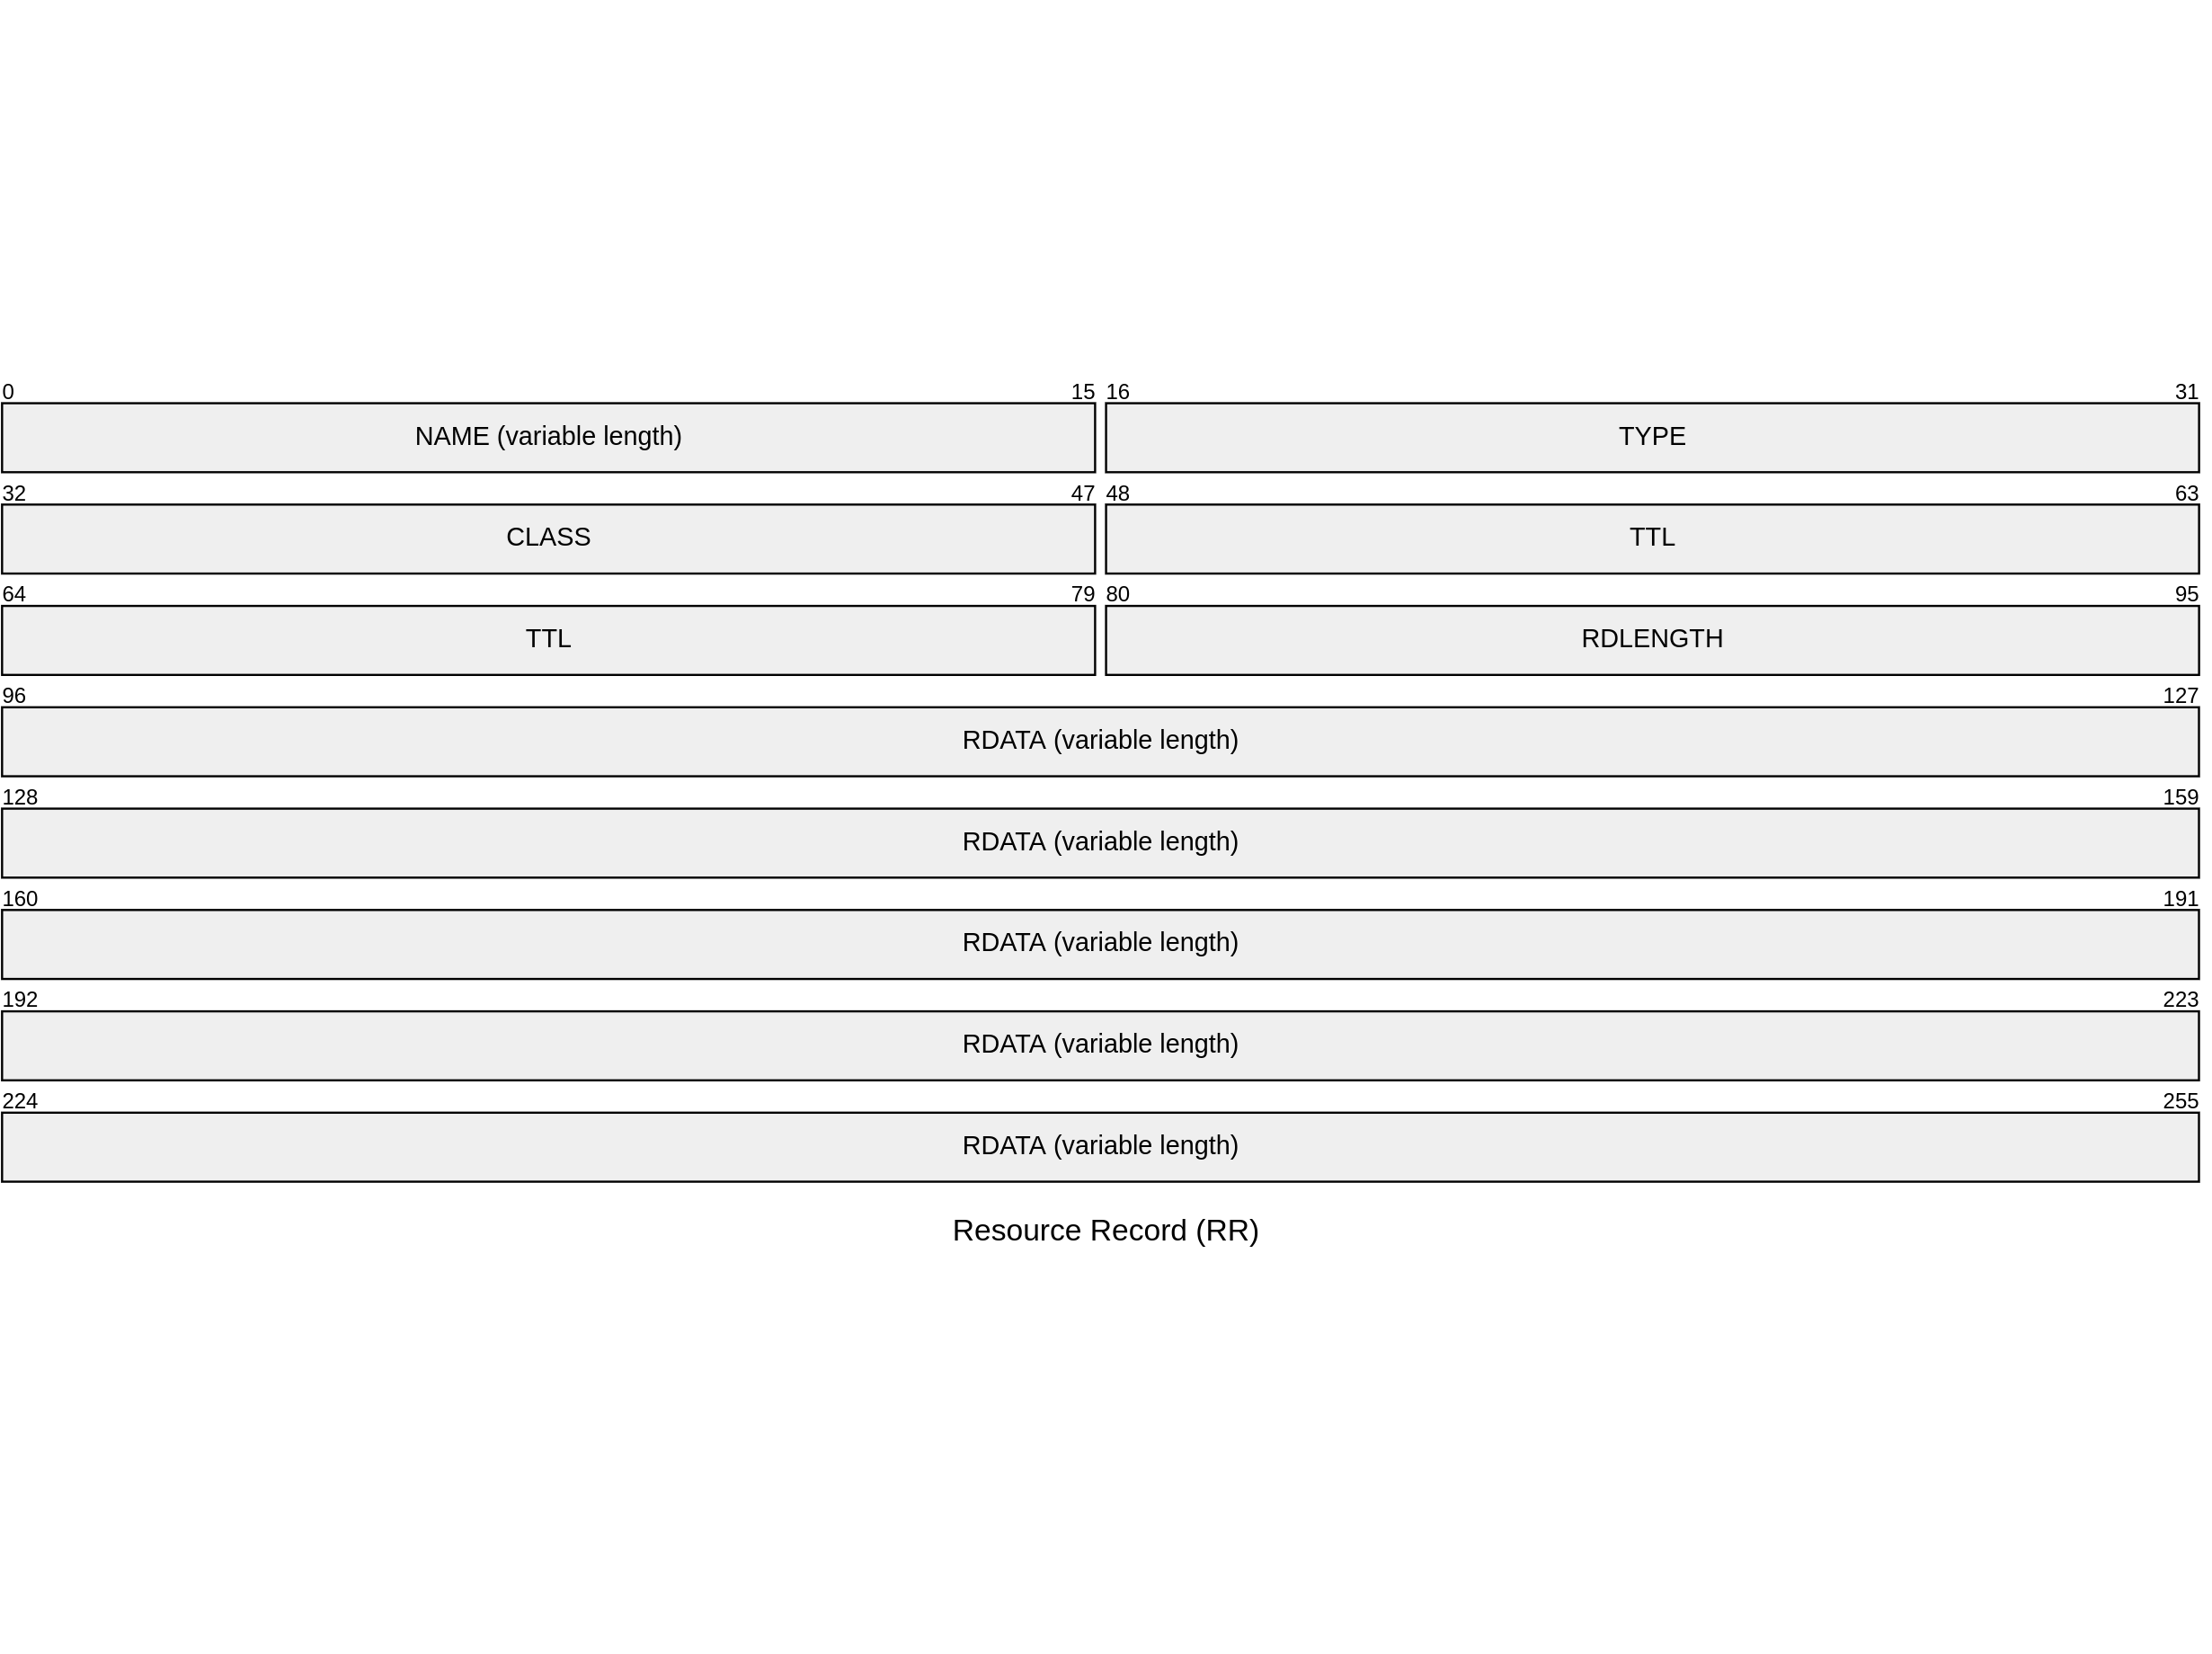 0 15 16 31
NAME (variable length) TYPE
32 47 48 63
CLASS TTL
64 79 80 95
TTL RDLENGTH
96 127
RDATA (variable length)
128 159
RDATA (variable length)
160 191
RDATA (variable length)
192 223
RDATA (variable length)
224 255
RDATA (variable length)
Resource Record (RR)